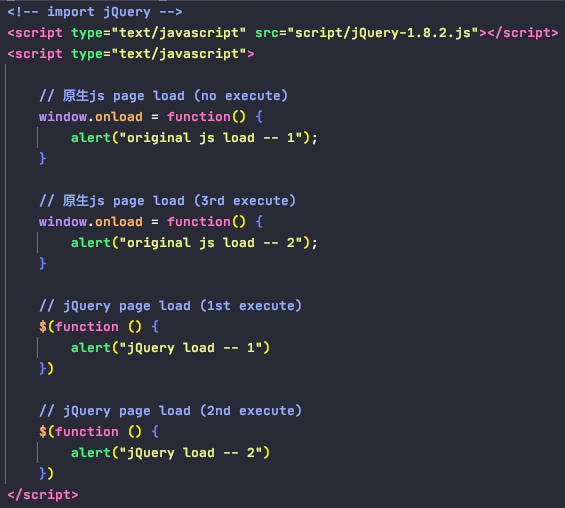 <!-- import jQuery -->
<script type="text/javascript" src="script/jQuery-1.8.2.js"></script>
<script type="text/javascript">
// 原生js page load (no execute)
window.onload = function() {
alert("original js load -- 1");
}
// 原生js page load (3rd execute)
window.onload = function() {
alert("original js load -- 2");
}
// jQuery page load (1st execute)
$(function () {
alert("jQuery load -- 1")
})
// jQuery page load (2nd execute)
$(function () {
alert("jQuery load -- 2")
})
</script>